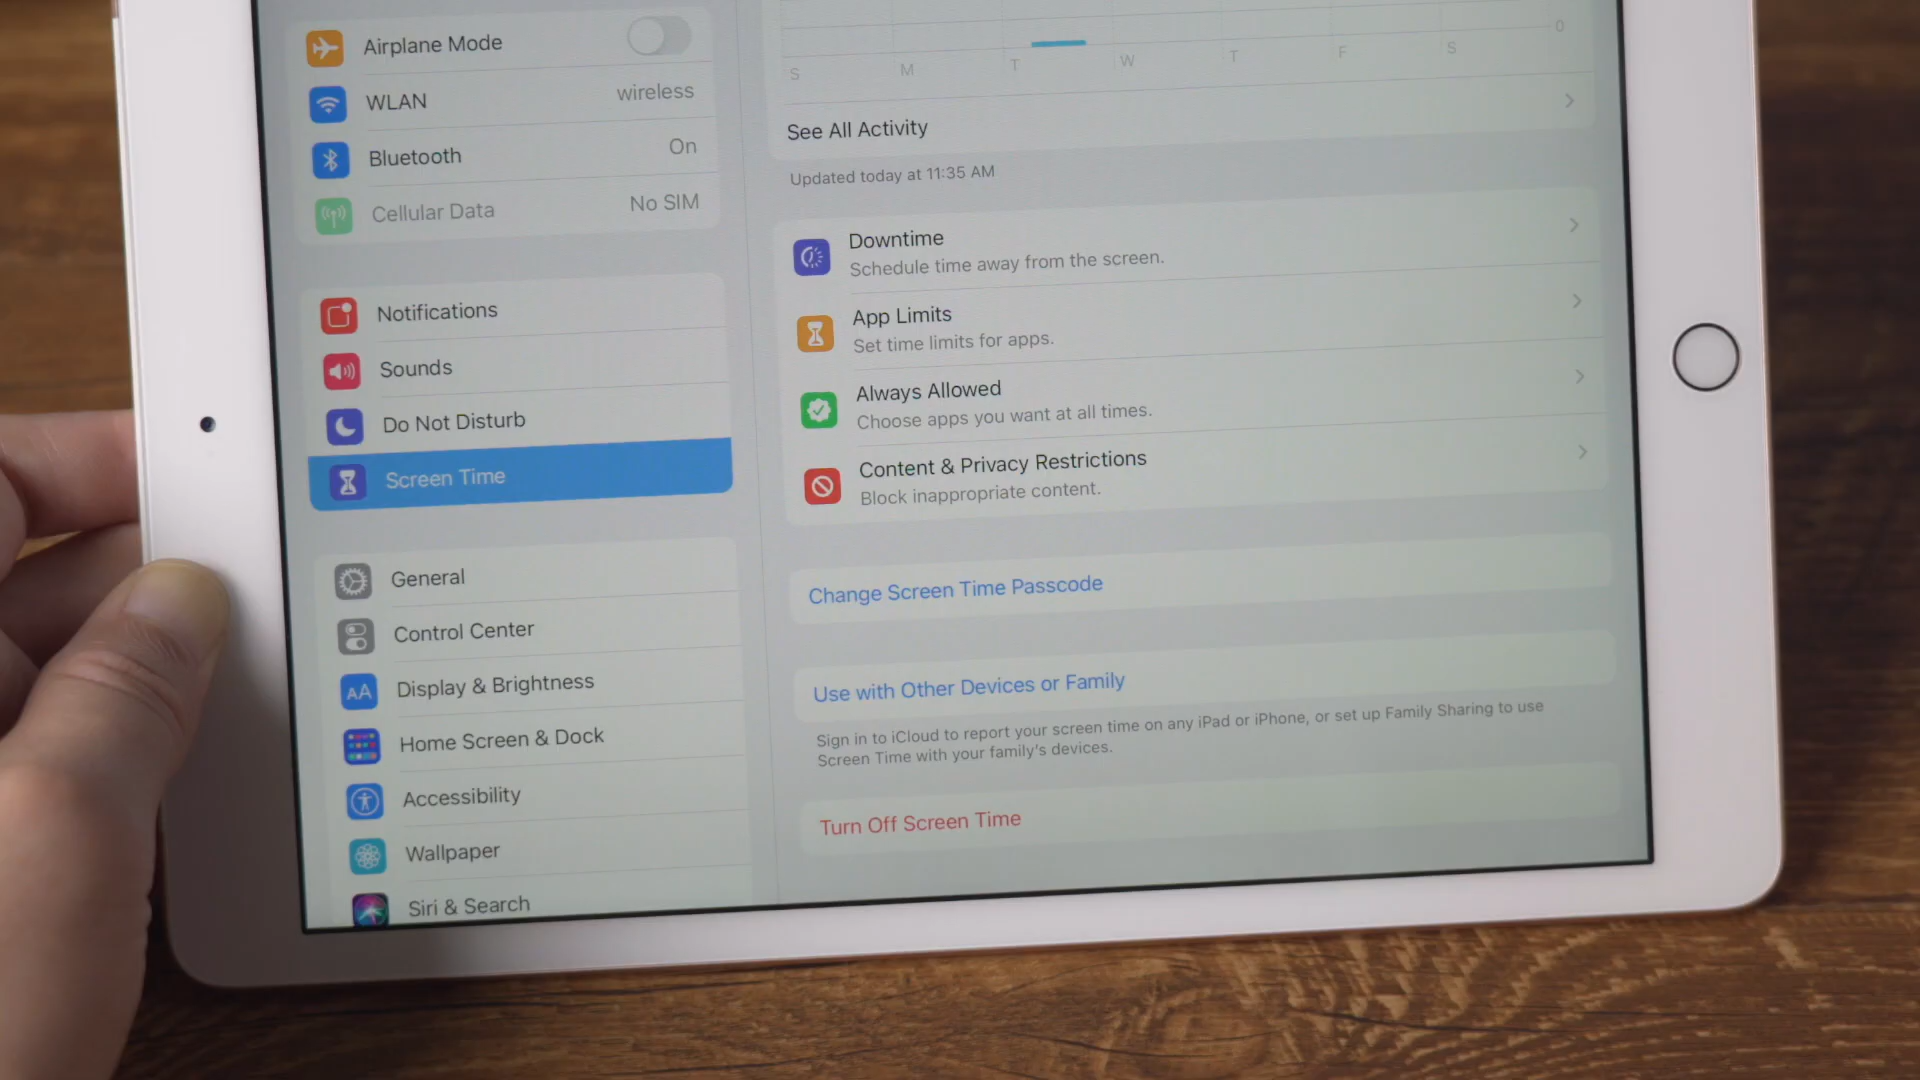 Airplane Mode
WLAN wireless
Bluetooth On
Cellular Data No SIM
Notifications
Sounds
Do Not Disturb
Screen Time
General
Control Center
AA Display & Brightness
Home Screen & Dock
Accessibility
Wallpaper
Siri & Search
0
S M T W T F S
See All Activity
Updated today at 11:35 AM
Downtime
Schedule time away from the screen.
App Limits
Set time limits for apps.
Always Allowed
Choose apps you want at all times.
Content & Privacy Restrictions
Block inappropriate content.
Change Screen Time Passcode
Use with Other Devices or Family
Sign in to iCloud to report your screen time on any iPad or iPhone, or set up Family Sharing to use
Screen Time with your family's devices.
Turn Off Screen Time